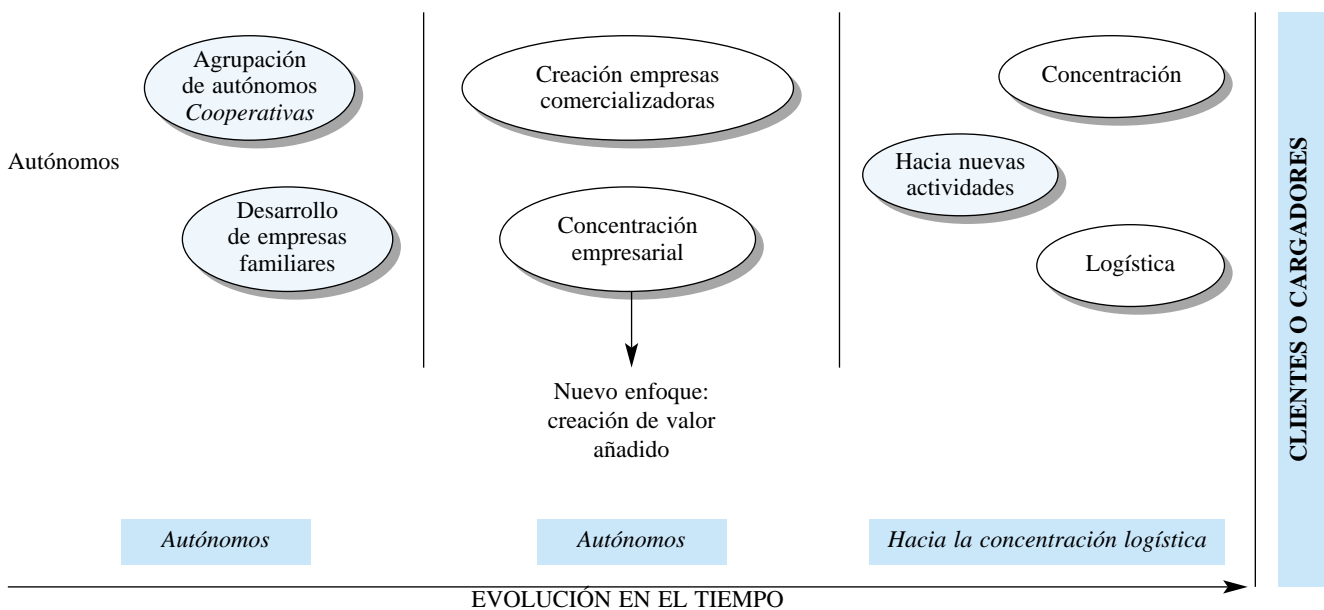 Agrupación
de autónomos
Cooperativas
Autónomos
Desarrollo
de empresas
familiares
Creación empresas
comercializadoras
Concentración
empresarial
Nuevo enfoque:
creación de valor
añadido
Concentración
Hacia nuevas
actividades
Logística
CLIENTES O CARGADORES
Autónomos
Autónomos
Hacia la concentración logística
EVOLUCIÓN EN EL TIEMPO